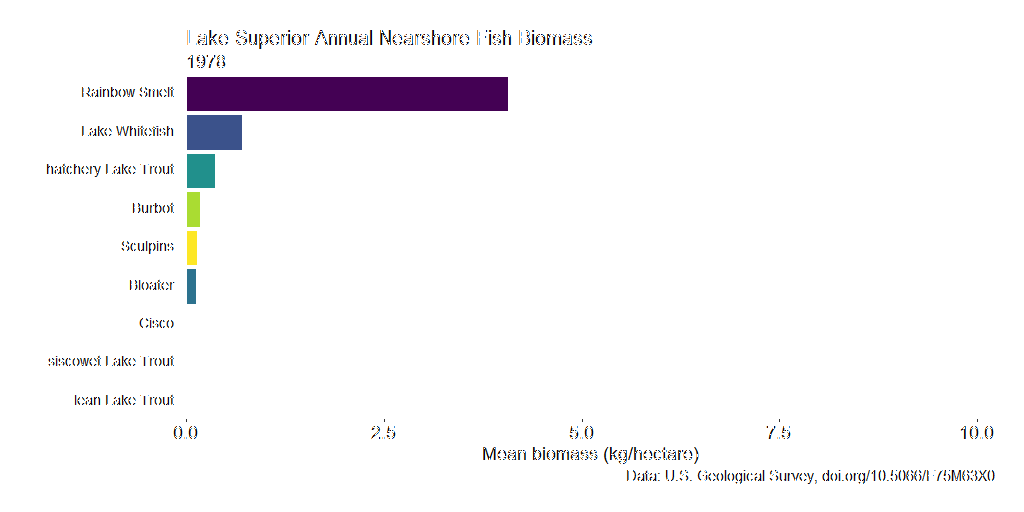 Lake Superior Annual Nearshore Fish Biomass
1978
Rainbow Smelt
Lake Whitefish
hatchery Lake Trout
Burbot
Sculpins
Bloater
Cisco
siscowet Lake Trout
lean Lake Trout
0.0 2.5 5.0 7.5 10.0
Mean biomass (kg/hectare)
Data: U.S. Geological Survey, doi.org/10.5066/F75M63X0